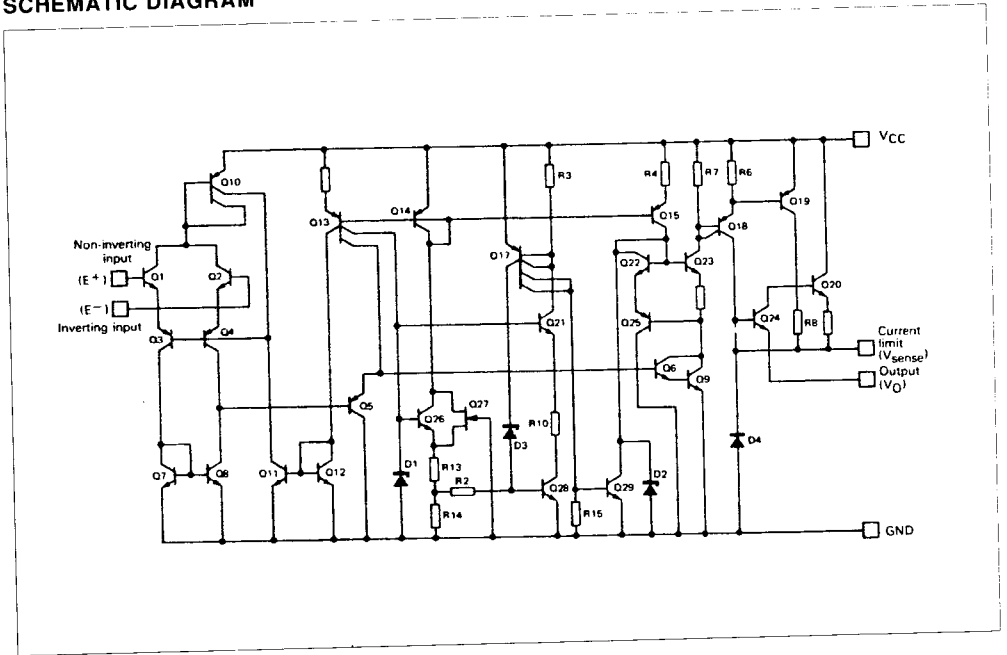 SCHEMATIC DIAGRAM
VCC
Q10
R3
R4
R7
R6
Q13
Q14
Q15
Q18
Q19
Non-inverting
input
(E+)
Q1
Q2
Q17
Q22
Q23
Q20
(E−)
Inverting input
Q3
Q4
Q21
Q25
Q24
R8
Current
limit
(Vsense)
Output
(VO)
Q6
Q9
Q5
Q26
Q27
R10
D3
D4
Q7
Q8
Q11
Q12
D1
R13
R2
R14
Q28
R15
Q29
D2
GND